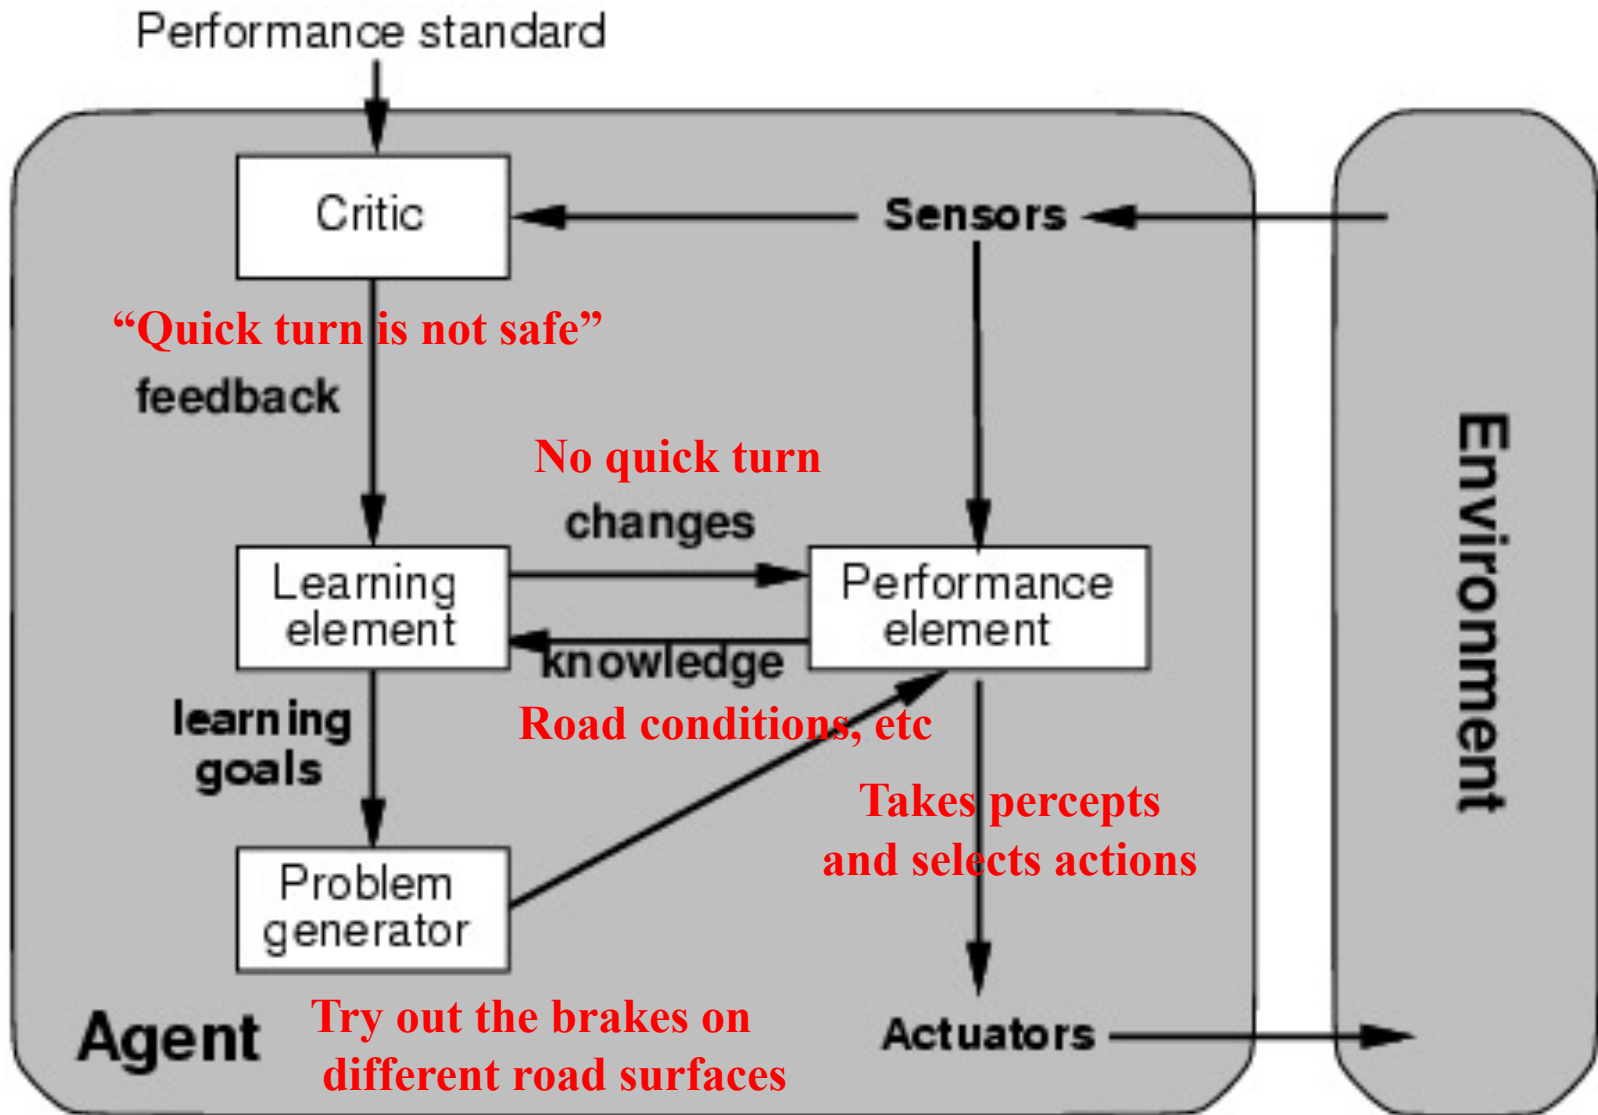 Performance standard
Critic
Sensors
“Quick turn is not safe”
feedback
No quick turn
changes
Learning
element
Performance
element
knowledge
Road conditions, etc
learning
goals
Takes percepts
and selects actions
Problem
generator
Try out the brakes on
different road surfaces
Agent
Actuators
Environment